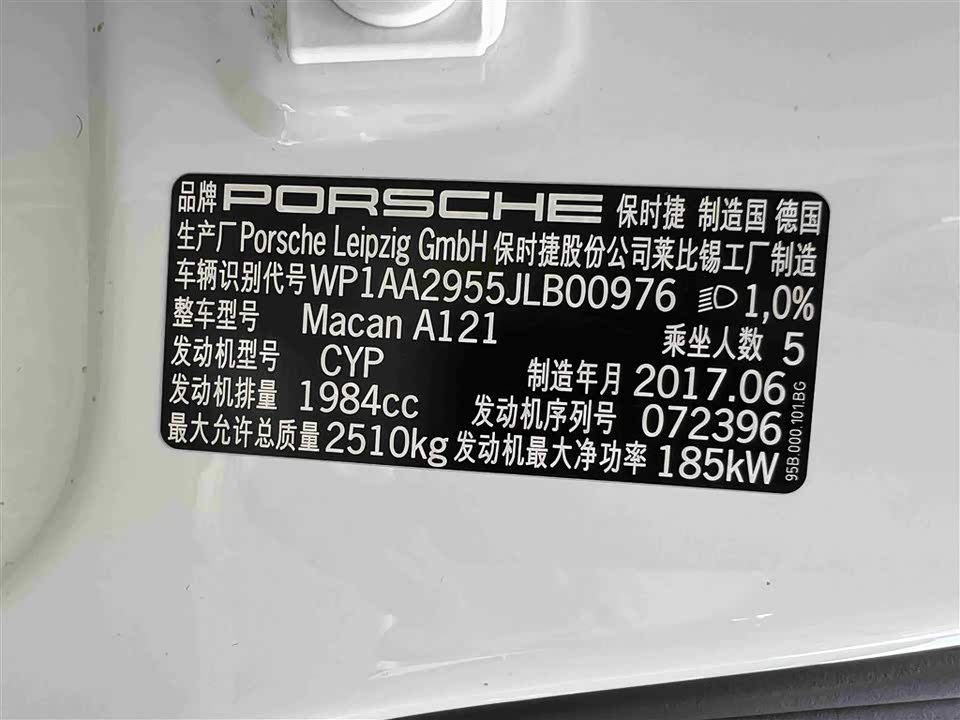 品牌 PORSCHE 保时捷 制造国 德国
生产厂 Porsche Leipzig GmbH 保时捷股份公司莱比锡工厂制造
车辆识别代号 WP1AA2955JLB00976 1,0%
整车型号 Macan A121 乘坐人数 5
发动机型号 CYP 制造年月 2017.06
发动机排量 1984cc 发动机序列号 072396
最大允许总质量 2510kg 发动机最大净功率 185kW
95B.000.101.BG